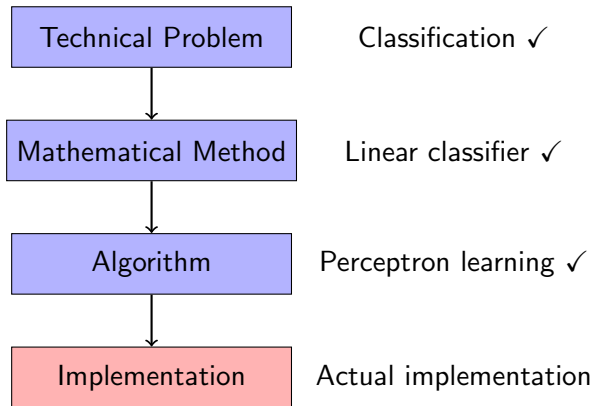 Technical Problem Classification ✓
Mathematical Method Linear classifier ✓
Algorithm Perceptron learning ✓
Implementation Actual implementation